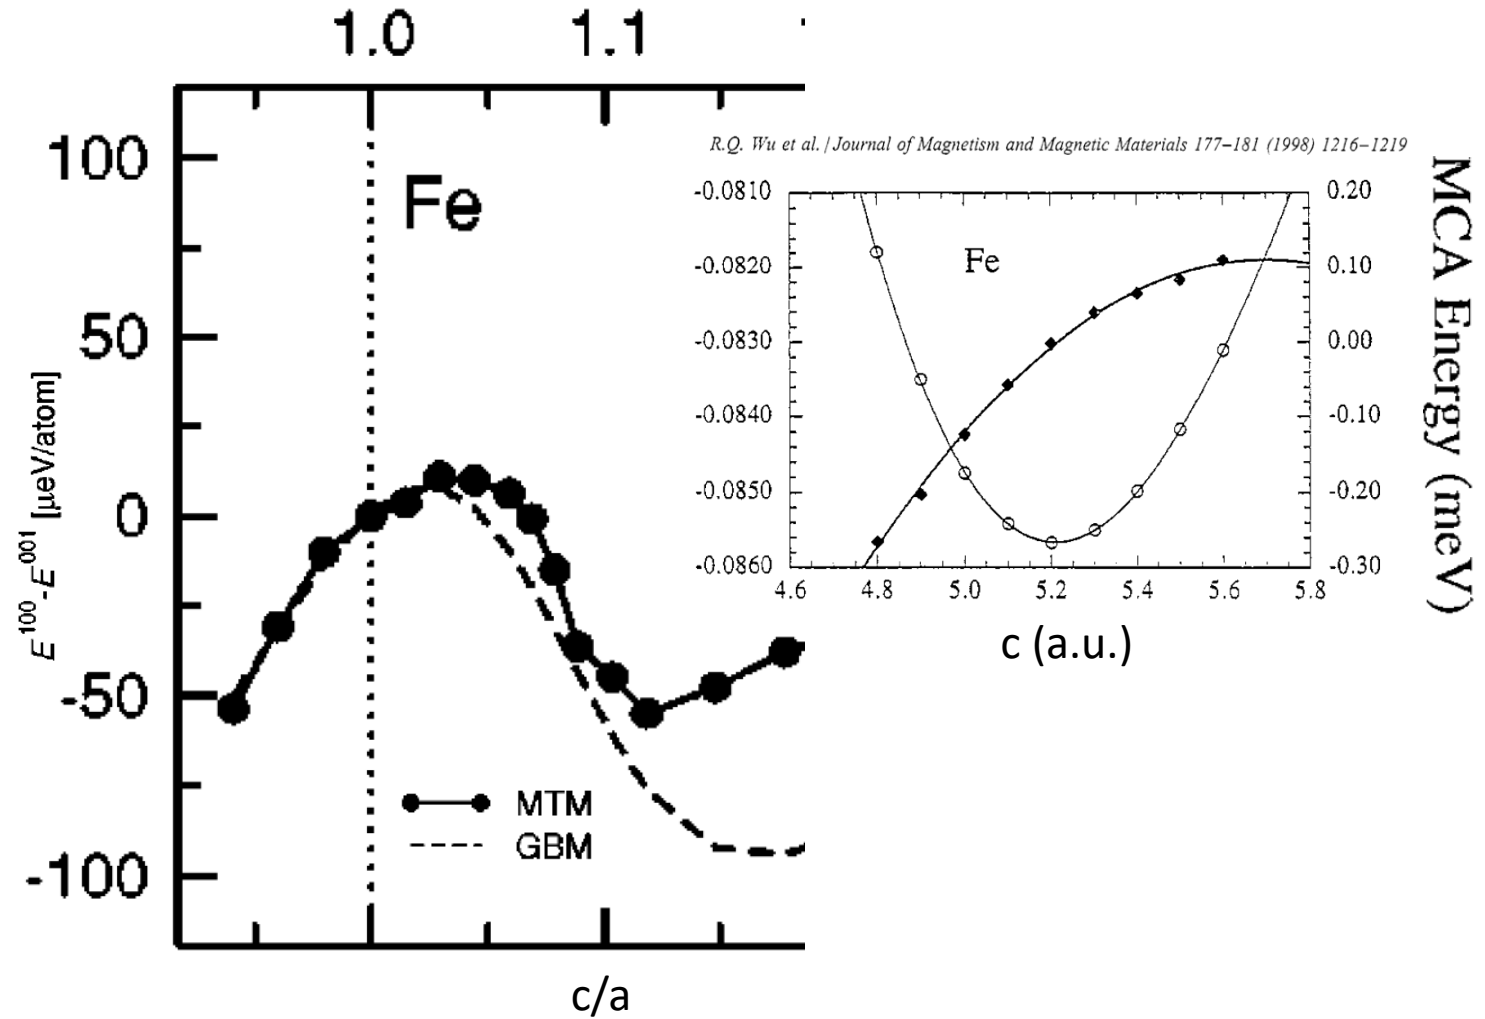 1.0 1.1
R.Q. Wu et al. / Journal of Magnetism and Magnetic Materials 177–181 (1998) 1216–1219
100
50
0
-50
-100
E¹⁰⁰-E⁰⁰¹ [µeV/atom]
Fe
MTM
GBM
c/a
-0.0810
-0.0820
-0.0830
-0.0840
-0.0850
-0.0860
Fe
0.20
0.10
0.00
-0.10
-0.20
-0.30
4.6 4.8 5.0 5.2 5.4 5.6 5.8
c (a.u.)
MCA Energy (meV)